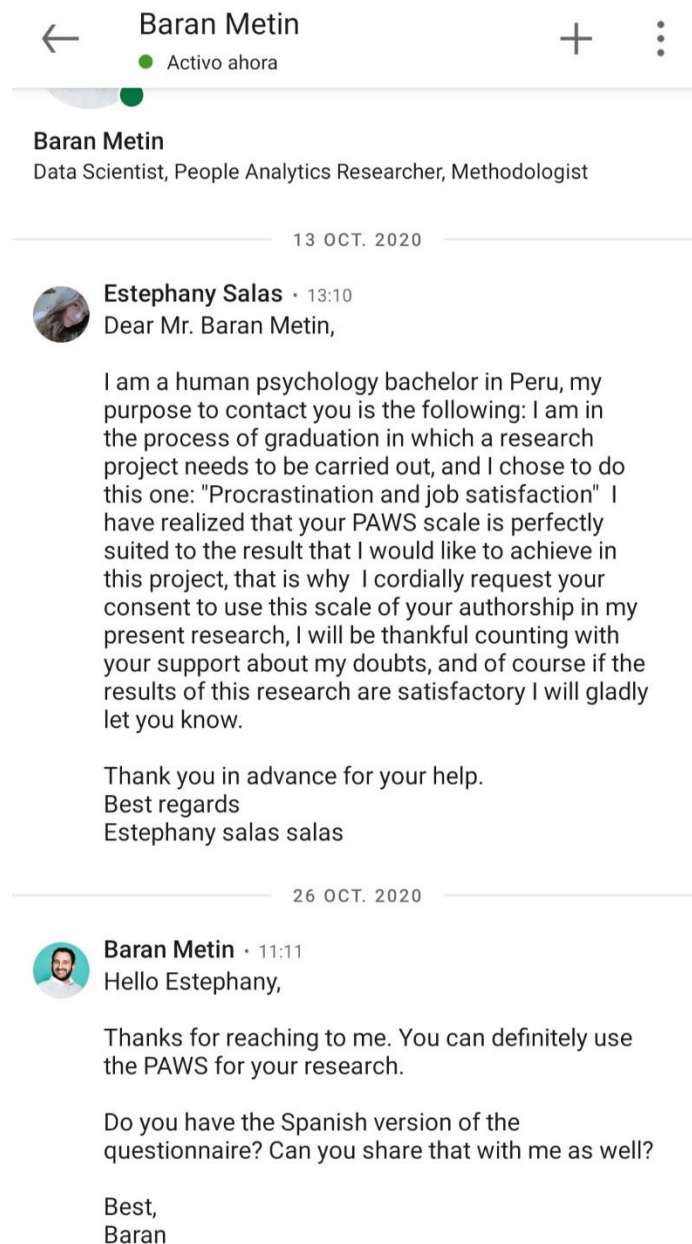 Baran Metin
Activo ahora
Baran Metin
Data Scientist, People Analytics Researcher, Methodologist
13 OCT. 2020
Estephany Salas • 13:10
Dear Mr. Baran Metin,
I am a human psychology bachelor in Peru, my
purpose to contact you is the following: I am in
the process of graduation in which a research
project needs to be carried out, and I chose to do
this one: "Procrastination and job satisfaction"  I
have realized that your PAWS scale is perfectly
suited to the result that I would like to achieve in
this project, that is why  I cordially request your
consent to use this scale of your authorship in my
present research, I will be thankful counting with
your support about my doubts, and of course if the
results of this research are satisfactory I will gladly
let you know.
Thank you in advance for your help.
Best regards
Estephany salas salas
26 OCT. 2020
Baran Metin • 11:11
Hello Estephany,
Thanks for reaching to me. You can definitely use
the PAWS for your research.
Do you have the Spanish version of the
questionnaire? Can you share that with me as well?
Best,
Baran